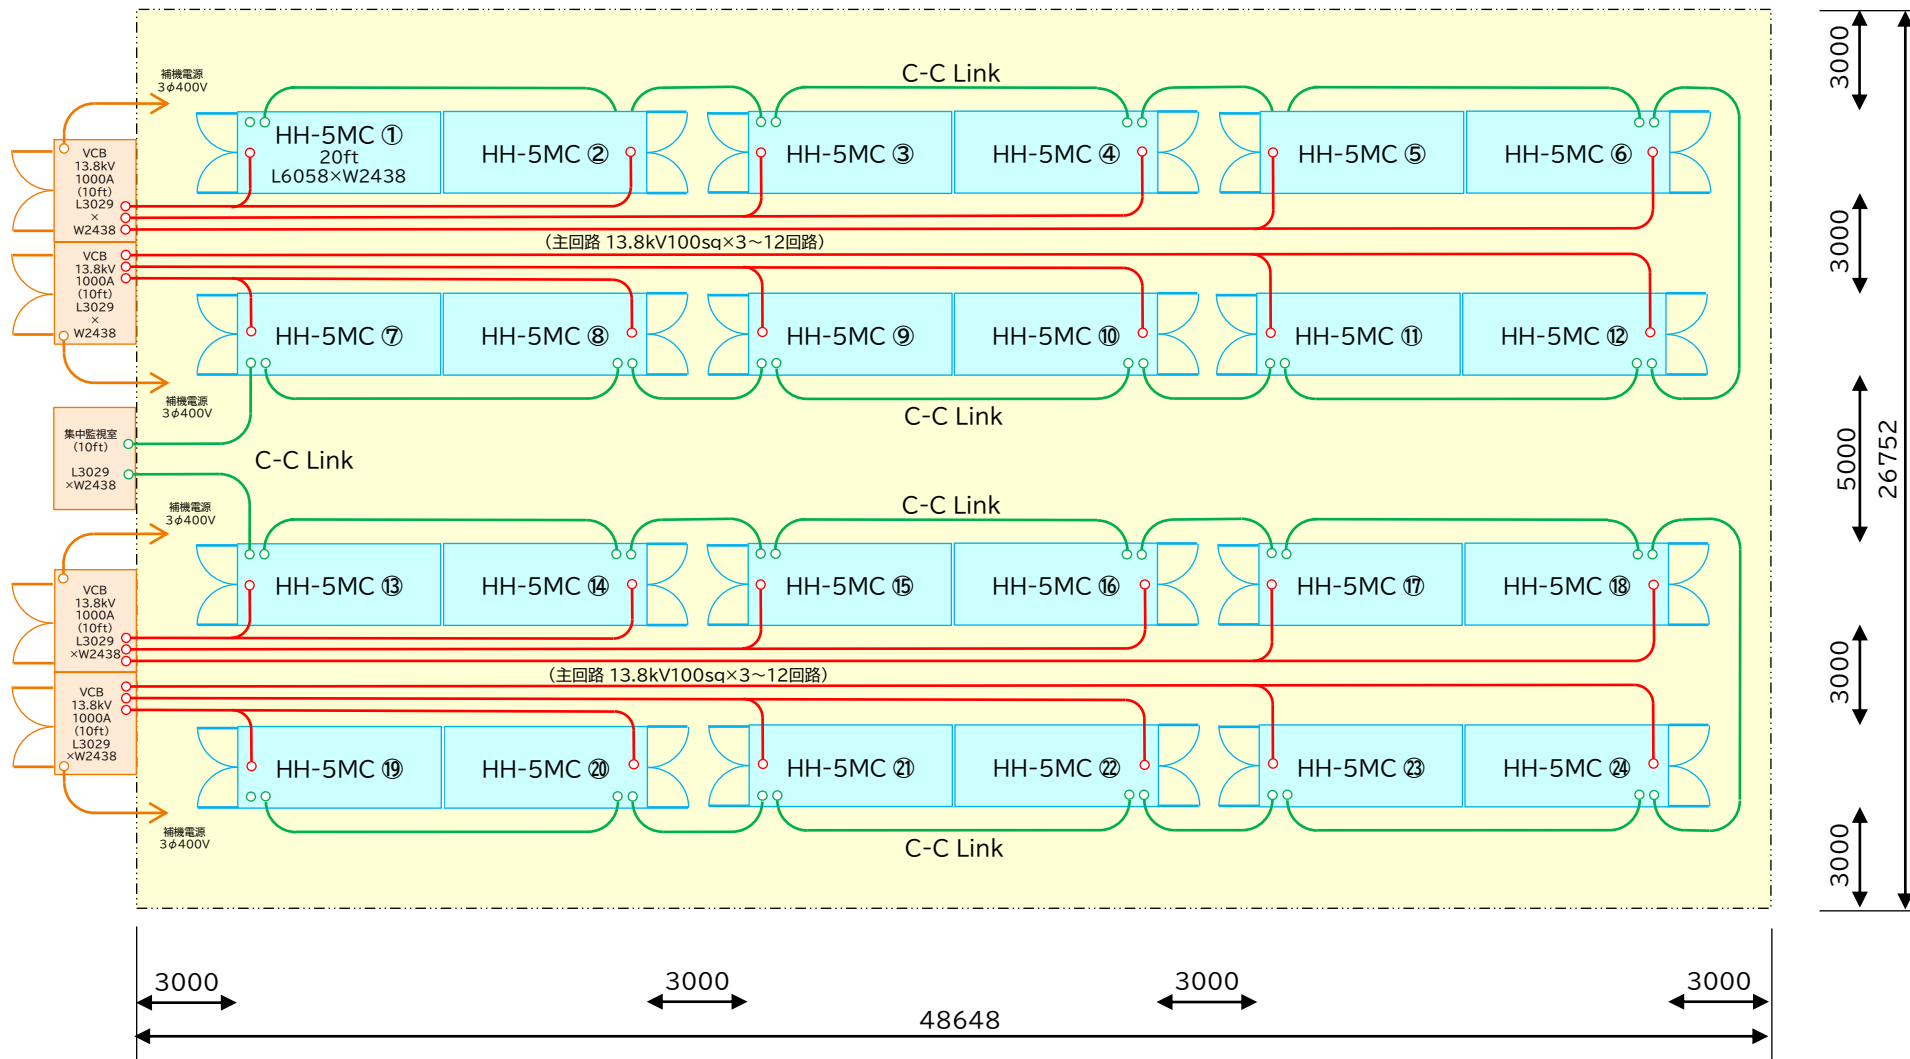 補機電源
3φ400V
C-C Link
3000
VCB
13.8kV
1000A
(10ft)
L3029
×
W2438
HH-5MC ①
20ft
L6058×W2438
HH-5MC ②
HH-5MC ③
HH-5MC ④
HH-5MC ⑤
HH-5MC ⑥
3000
(主回路 13.8kV100sq×3～12回路)
VCB
13.8kV
1000A
(10ft)
L3029
×
W2438
HH-5MC ⑦
HH-5MC ⑧
HH-5MC ⑨
HH-5MC ⑩
HH-5MC ⑪
HH-5MC ⑫
補機電源
3φ400V
C-C Link
集中監視室
(10ft)
L3029
×W2438
C-C Link
5000
26752
補機電源
3φ400V
C-C Link
VCB
13.8kV
1000A
(10ft)
L3029
×W2438
HH-5MC ⑬
HH-5MC ⑭
HH-5MC ⑮
HH-5MC ⑯
HH-5MC ⑰
HH-5MC ⑱
3000
(主回路 13.8kV100sq×3～12回路)
VCB
13.8kV
1000A
(10ft)
L3029
×W2438
HH-5MC ⑲
HH-5MC ⑳
HH-5MC ㉑
HH-5MC ㉒
HH-5MC ㉓
HH-5MC ㉔
補機電源
3φ400V
C-C Link
3000
3000
3000
3000
3000
48648